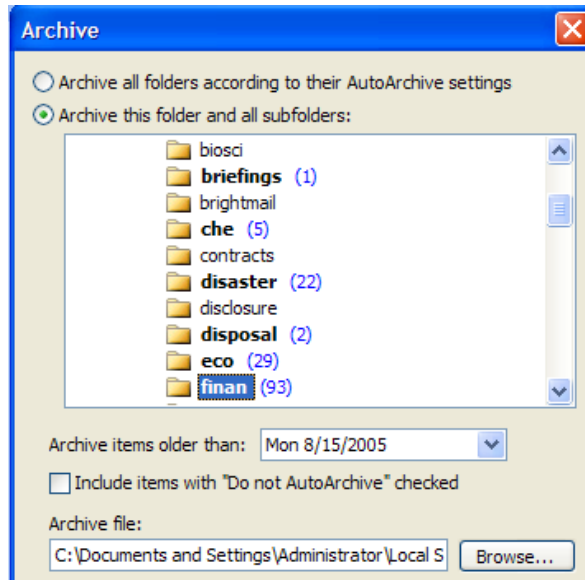 Archive
Archive all folders according to their AutoArchive settings
Archive this folder and all subfolders:
biosci
briefings (1)
brightmail
che (5)
contracts
disaster (22)
disclosure
disposal (2)
eco (29)
finan (93)
Archive items older than: Mon 8/15/2005
Include items with "Do not AutoArchive" checked
Archive file:
C:\Documents and Settings\Administrator\Local S Browse...